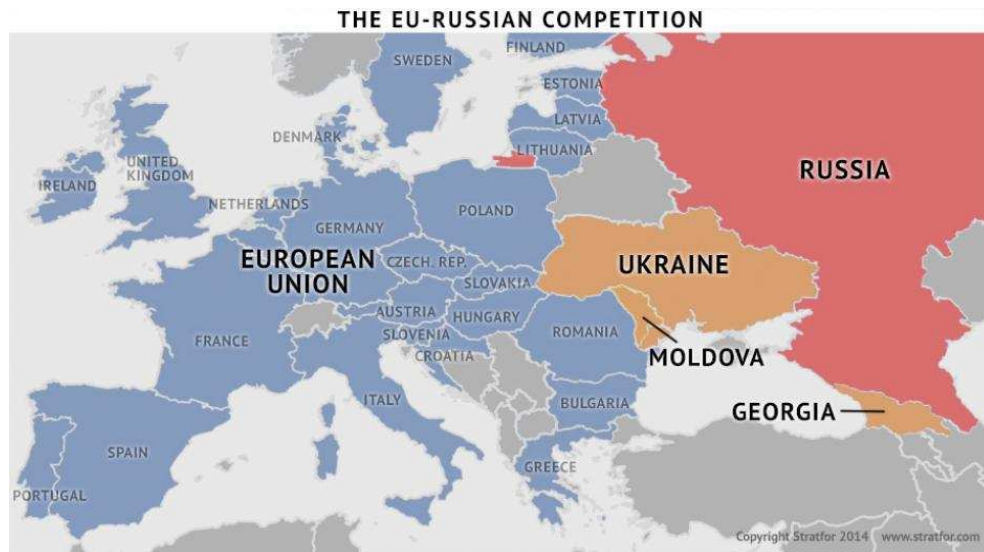 THE EU-RUSSIAN COMPETITION
FINLAND
SWEDEN
ESTONIA
LATVIA
DENMARK
LITHUANIA
UNITED
KINGDOM
IRELAND
RUSSIA
NETHERLANDS
POLAND
GERMANY
EUROPEAN
UNION
CZECH. REP.
UKRAINE
SLOVAKIA
AUSTRIA
HUNGARY
SLOVENIA
ROMANIA
FRANCE
CROATIA
MOLDOVA
ITALY
BULGARIA
GEORGIA
SPAIN
GREECE
PORTUGAL
Copyright Stratfor 2014 www.stratfor.com